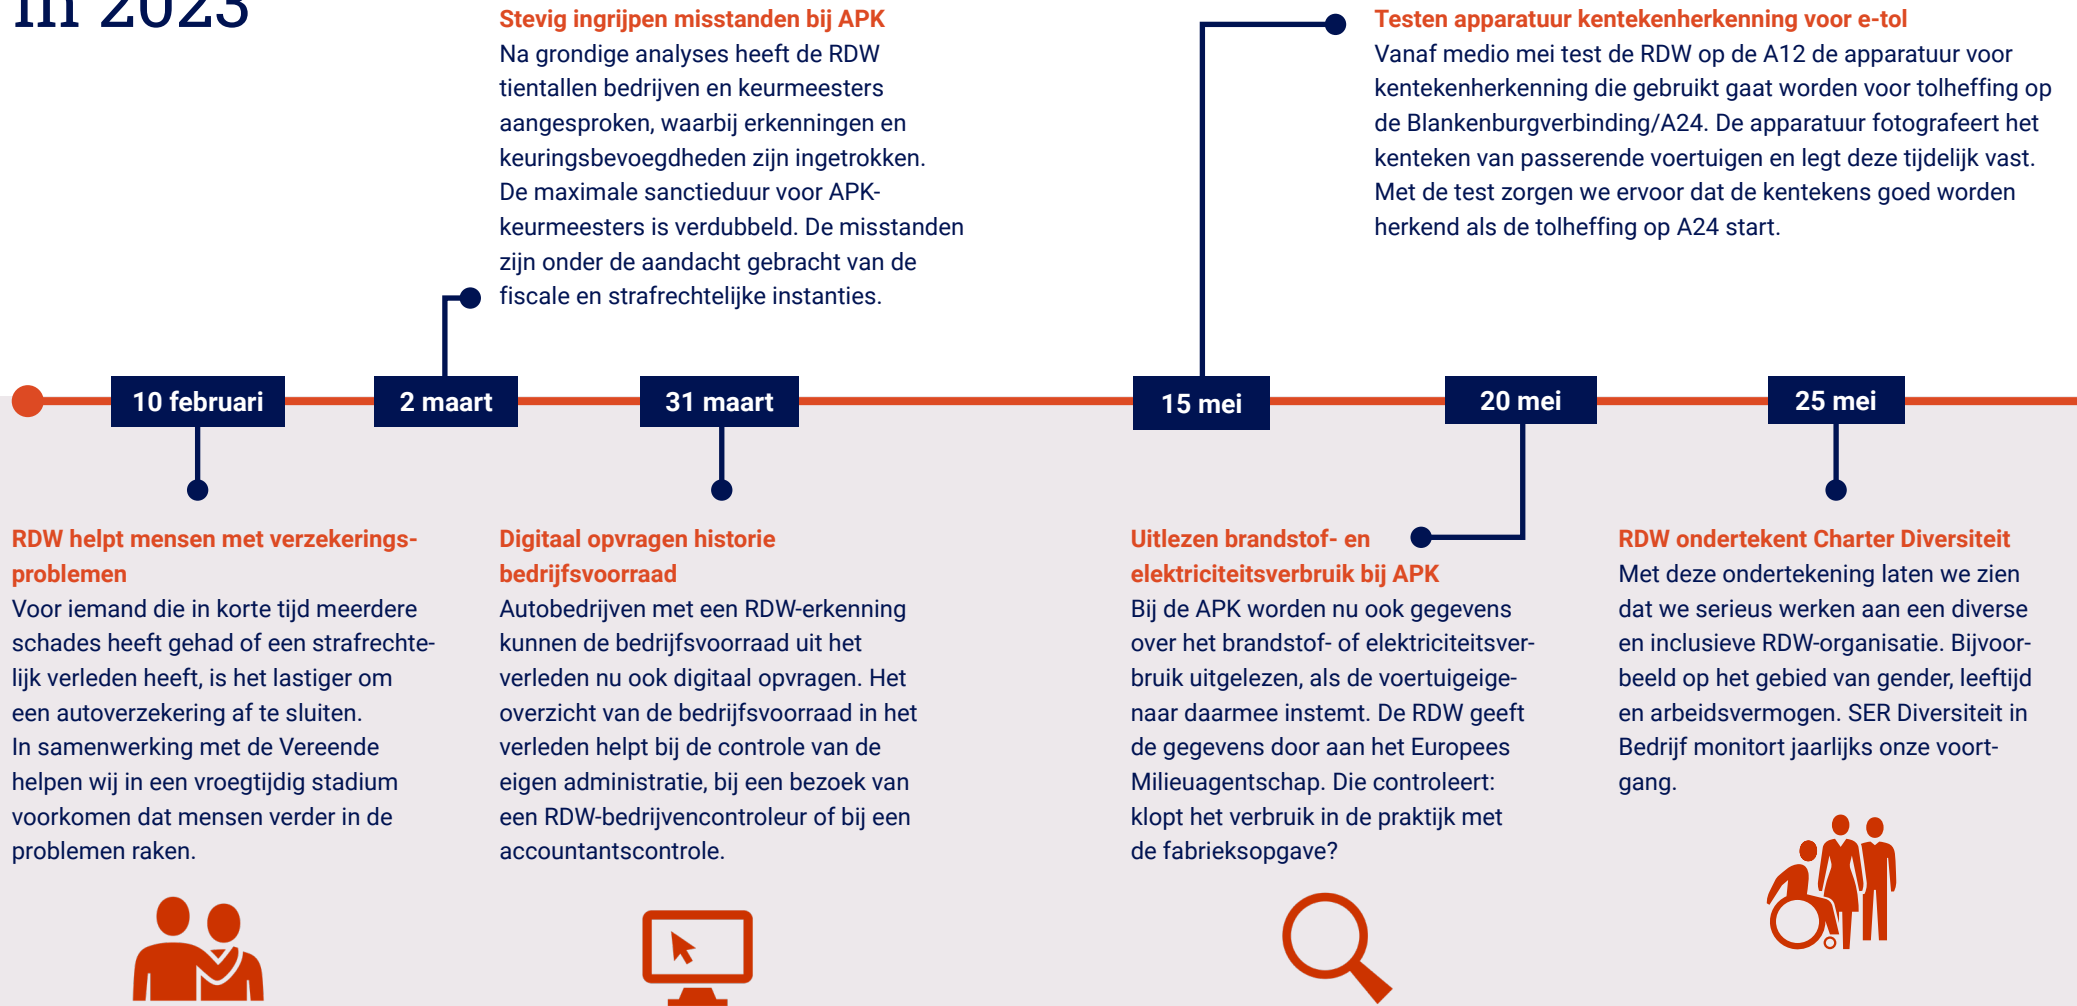 in 2023
Stevig ingrijpen misstanden bij APK
Na grondige analyses heeft de RDW
tientallen bedrijven en keurmeesters
aangesproken, waarbij erkenningen en
keuringsbevoegdheden zijn ingetrokken.
De maximale sanctieduur voor APK-
keurmeesters is verdubbeld. De misstanden
zijn onder de aandacht gebracht van de
fiscale en strafrechtelijke instanties.
Testen apparatuur kentekenherkenning voor e-tol
Vanaf medio mei test de RDW op de A12 de apparatuur voor
kentekenherkenning die gebruikt gaat worden voor tolheffing op
de Blankenburgverbinding/A24. De apparatuur fotografeert het
kenteken van passerende voertuigen en legt deze tijdelijk vast.
Met de test zorgen we ervoor dat de kentekens goed worden
herkend als de tolheffing op A24 start.
10 februari
2 maart
31 maart
15 mei
20 mei
25 mei
RDW helpt mensen met verzekerings-
problemen
Voor iemand die in korte tijd meerdere
schades heeft gehad of een strafrechte-
lijk verleden heeft, is het lastiger om
een autoverzekering af te sluiten.
In samenwerking met de Vereende
helpen wij in een vroegtijdig stadium
voorkomen dat mensen verder in de
problemen raken.
Digitaal opvragen historie
bedrijfsvoorraad
Autobedrijven met een RDW-erkenning
kunnen de bedrijfsvoorraad uit het
verleden nu ook digitaal opvragen. Het
overzicht van de bedrijfsvoorraad in het
verleden helpt bij de controle van de
eigen administratie, bij een bezoek van
een RDW-bedrijvencontroleur of bij een
accountantscontrole.
Uitlezen brandstof- en
elektriciteitsverbruik bij APK
Bij de APK worden nu ook gegevens
over het brandstof- of elektriciteitsver-
bruik uitgelezen, als de voertuigeige-
naar daarmee instemt. De RDW geeft
de gegevens door aan het Europees
Milieuagentschap. Die controleert:
klopt het verbruik in de praktijk met
de fabrieksopgave?
RDW ondertekent Charter Diversiteit
Met deze ondertekening laten we zien
dat we serieus werken aan een diverse
en inclusieve RDW-organisatie. Bijvoor-
beeld op het gebied van gender, leeftijd
en arbeidsvermogen. SER Diversiteit in
Bedrijf monitort jaarlijks onze voort-
gang.